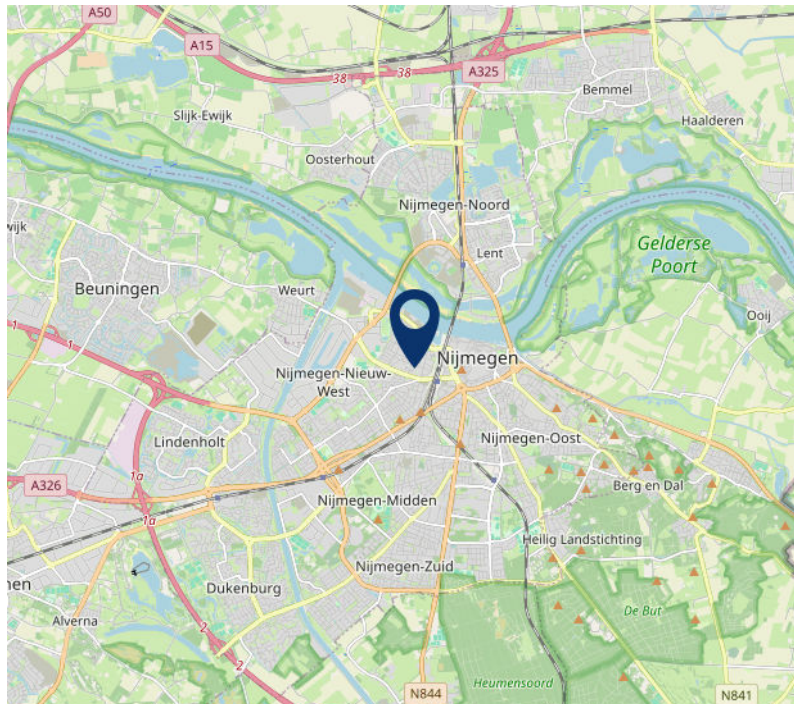 A50
A15
38
38
A325
Bemmel
Slijk-Ewijk
Haalderen
Oosterhout
Nijmegen-Noord
wijk
Lent
Gelderse
Poort
Beuningen
Weurt
Ooij
1
1
Nijmegen
Nijmegen-Nieuw-
West
Lindenholt
Nijmegen-Oost
1a
A326
Berg en Dal
Nijmegen-Midden
1a
Heilig Landstichting
Nijmegen-Zuid
nen
Dukenburg
De But
Alverna
2
2
Heumensoord
N844
N841